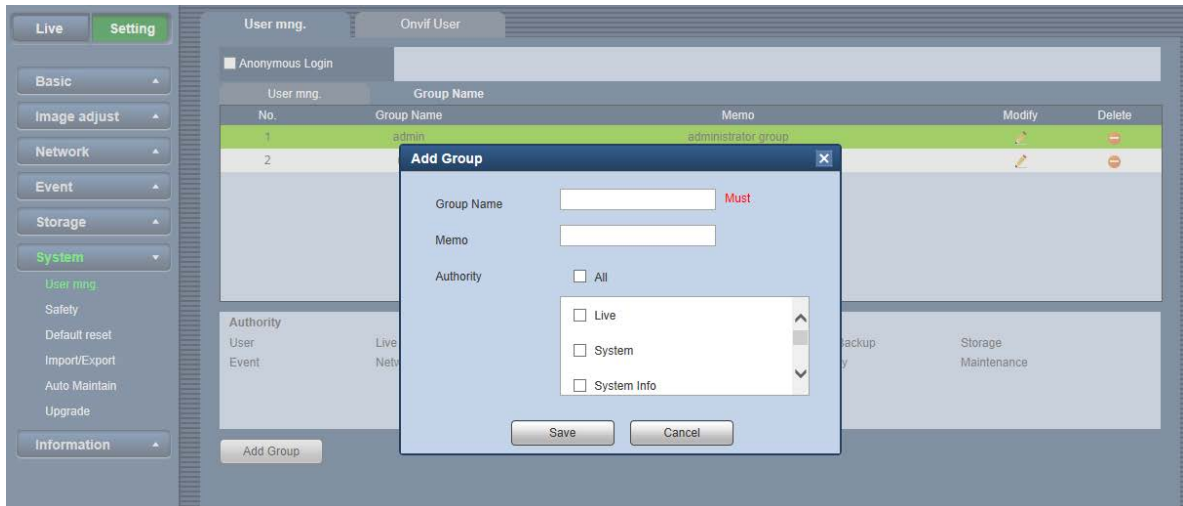 Live Setting
Basic
Image adjust
Network
Event
Storage
System
User mng.
Safety
Default reset
Import/Export
Auto Maintain
Upgrade
Information
User mng. Onvif User
Anonymous Login
User mng. Group Name
No. Group Name Memo Modify Delete
1 admin administrator group
2
Add Group
Group Name Must
Memo
Authority All
Live
System
System Info
Save Cancel
Authority
User Live Backup Storage
Event Maintenance
Add Group